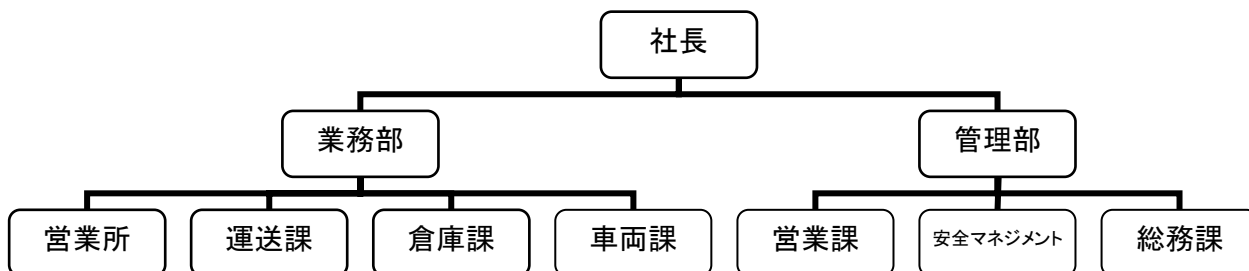 社長
業務部
管理部
営業所
運送課
倉庫課
車両課
営業課
安全マネジメント
総務課